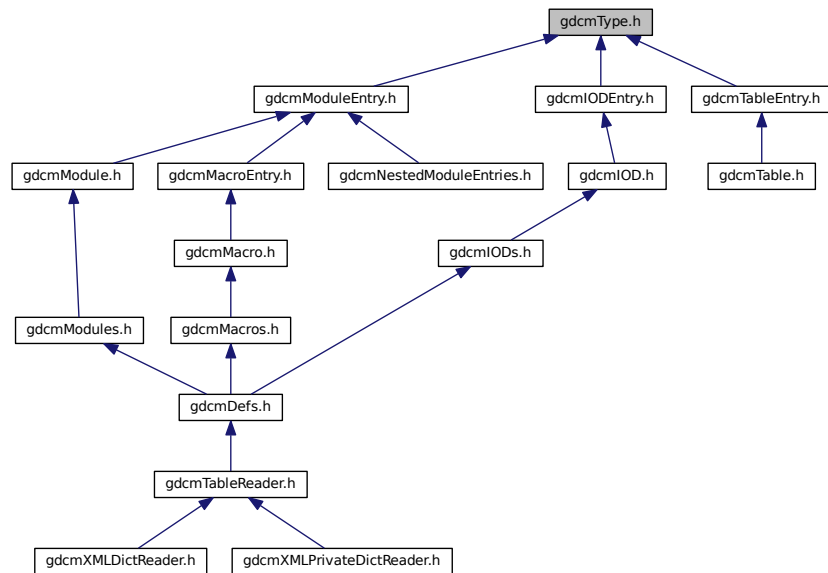 gdcmType.h
gdcmModuleEntry.h
gdcmIODEntry.h
gdcmTableEntry.h
gdcmModule.h
gdcmMacroEntry.h
gdcmNestedModuleEntries.h
gdcmIOD.h
gdcmTable.h
gdcmMacro.h
gdcmIODs.h
gdcmModules.h
gdcmMacros.h
gdcmDefs.h
gdcmTableReader.h
gdcmXMLDictReader.h
gdcmXMLPrivateDictReader.h